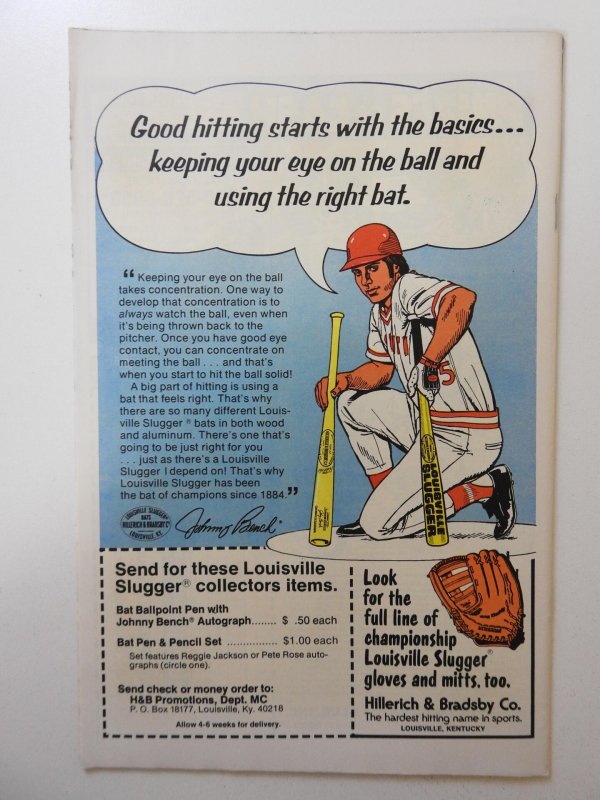 Good hitting starts with the basics...
keeping your eye on the ball and
using the right bat.
“ Keeping your eye on the ball
takes concentration. One way to
develop that concentration is to
always watch the ball, even when
it's being thrown back to the
pitcher. Once you have good eye
contact, you can concentrate on
meeting the ball . . . and that's
when you start to hit the ball solid!
A big part of hitting is using a
bat that feels right. That's why
there are so many different Louis-
ville Slugger ® bats in both wood
and aluminum. There's one that's
going to be just right for you
. . . just as there's a Louisville
Slugger I depend on! That's why
Louisville Slugger has been
the bat of champions since 1884.”
LOUISVILLE SLUGGER
BATS
HILLERICH & BRADSBY Co
LOUISVILLE, KY.
Johnny Bench
5
LOUISVILLE
SLUGGER
Send for these Louisville
Slugger® collectors items.
Bat Ballpoint Pen with
Johnny Bench® Autograph........ $ .50 each
Bat Pen & Pencil Set ................ $1.00 each
Set features Reggie Jackson or Pete Rose auto-
graphs (circle one).
Send check or money order to:
H&B Promotions, Dept. MC
P. O. Box 18177, Louisville, Ky. 40218
Allow 4-6 weeks for delivery.
Look
for the
full line of
championship
Louisville Slugger®
gloves and mitts, too.
Hillerich & Bradsby Co.
The hardest hitting name in sports.
LOUISVILLE, KENTUCKY